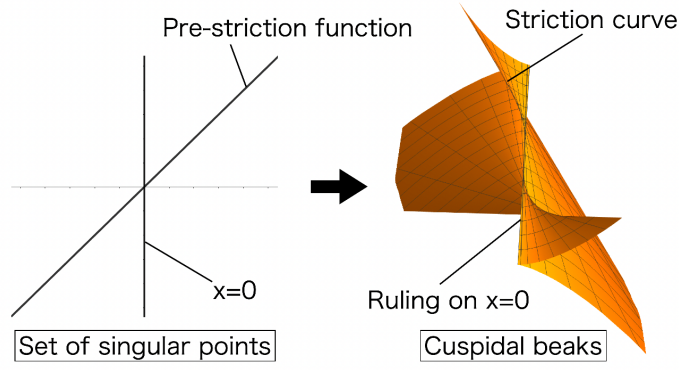 Pre-striction function
Striction curve
x=0
Ruling on x=0
Set of singular points
Cuspidal beaks